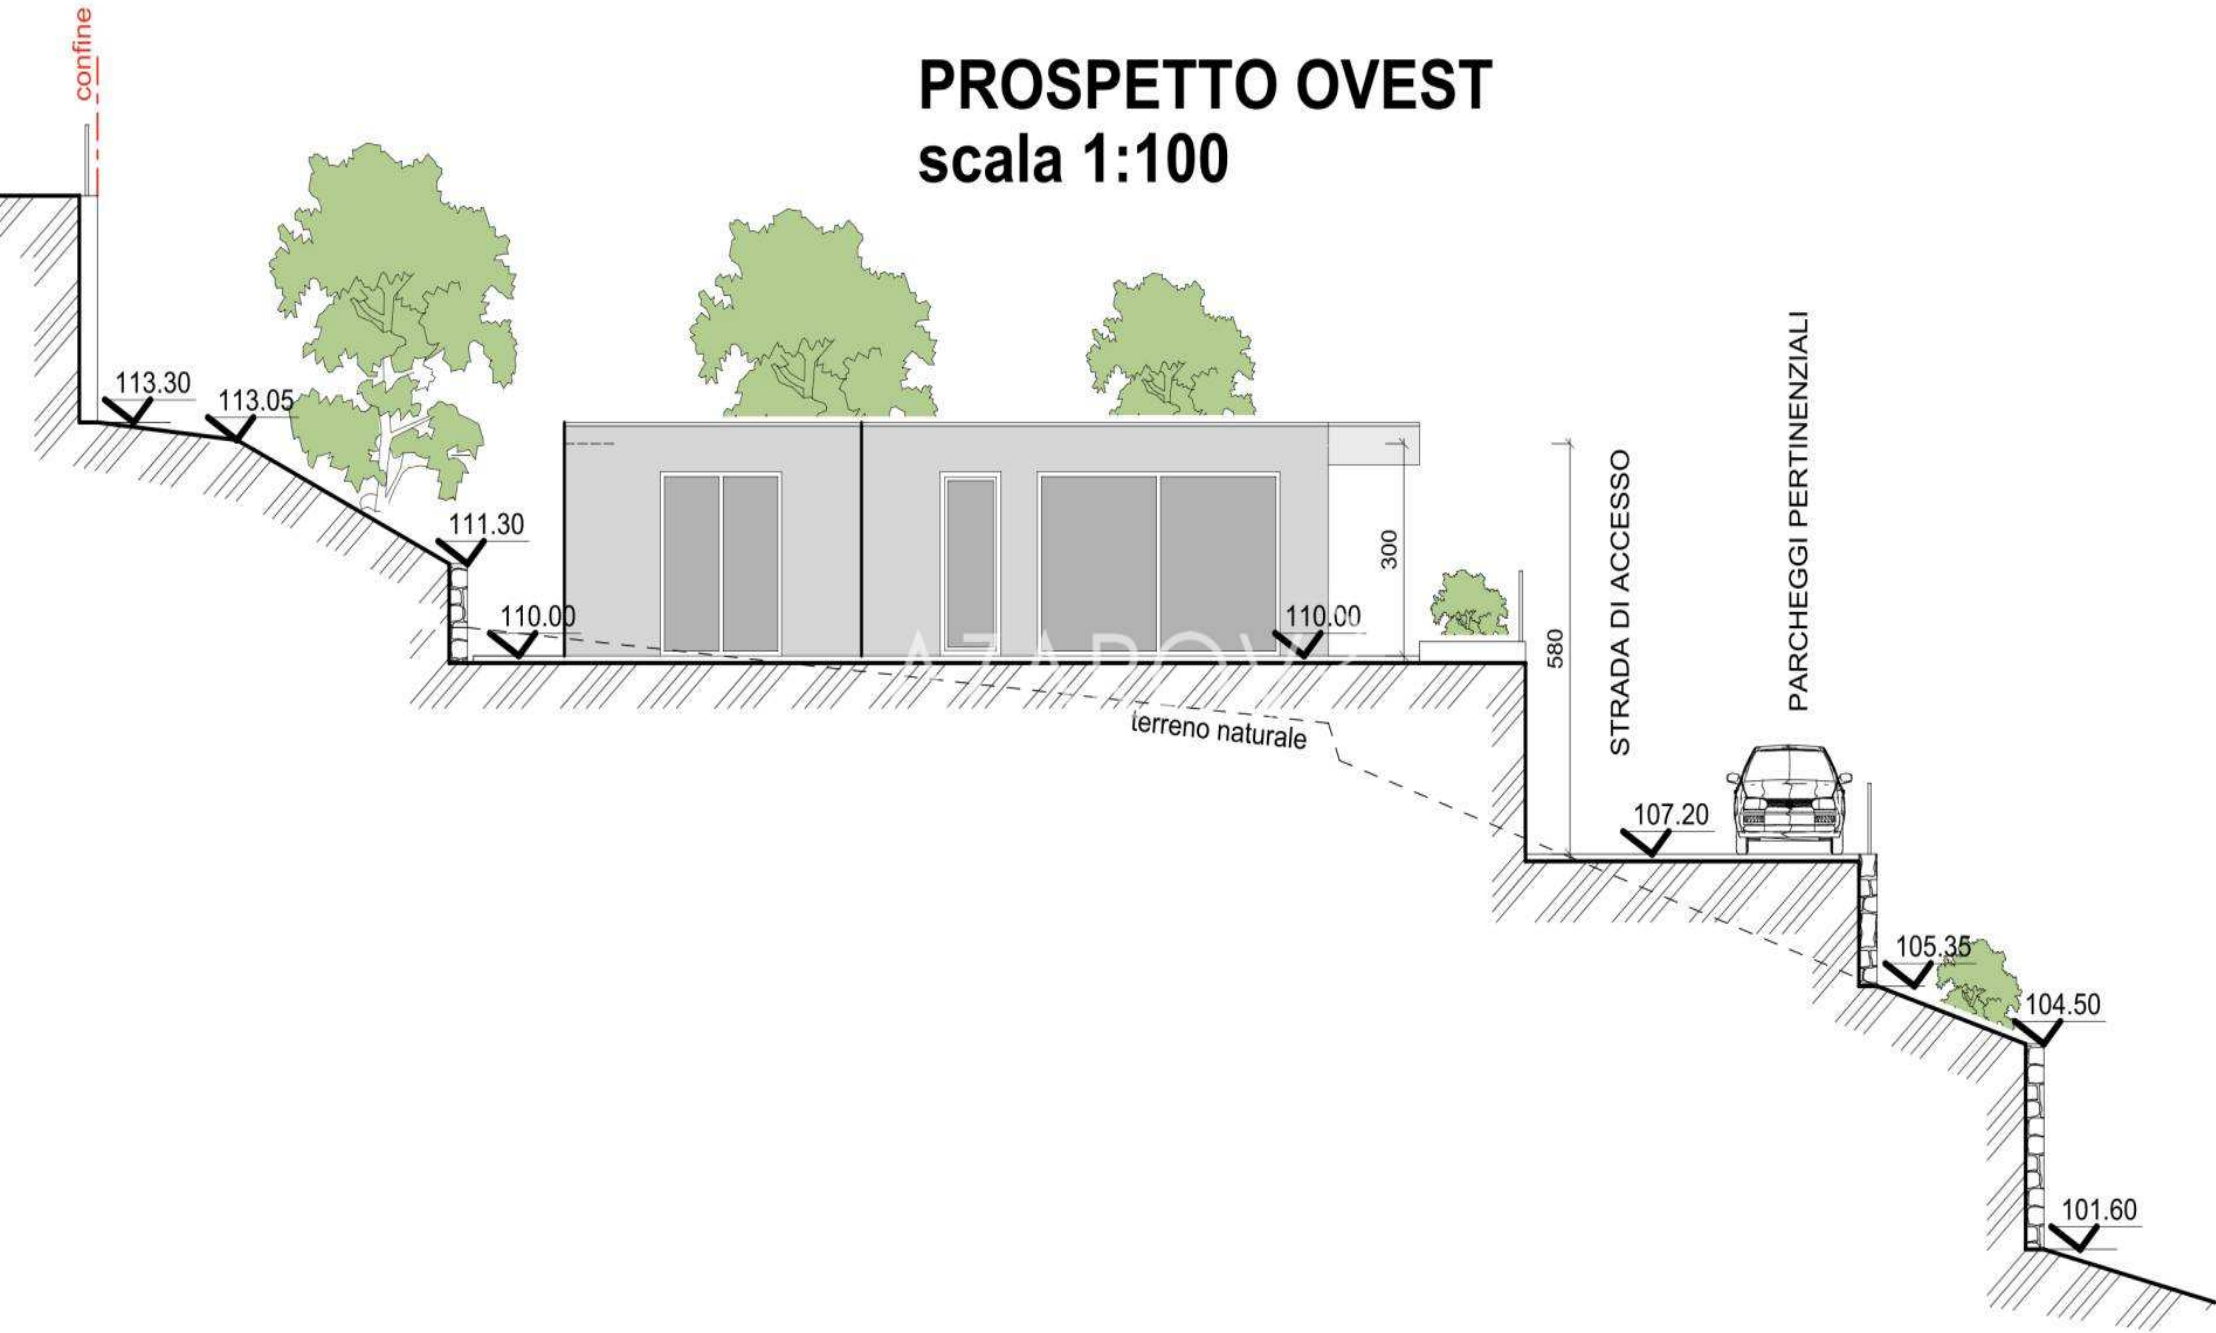 confine
PROSPETTO OVEST
scala 1:100
113.30
113.05
111.30
110.00
300
110.00
580
STRADA DI ACCESSO
PARCHEGGI PERTINENZIALI
terreno naturale
107.20
105.35
104.50
101.60